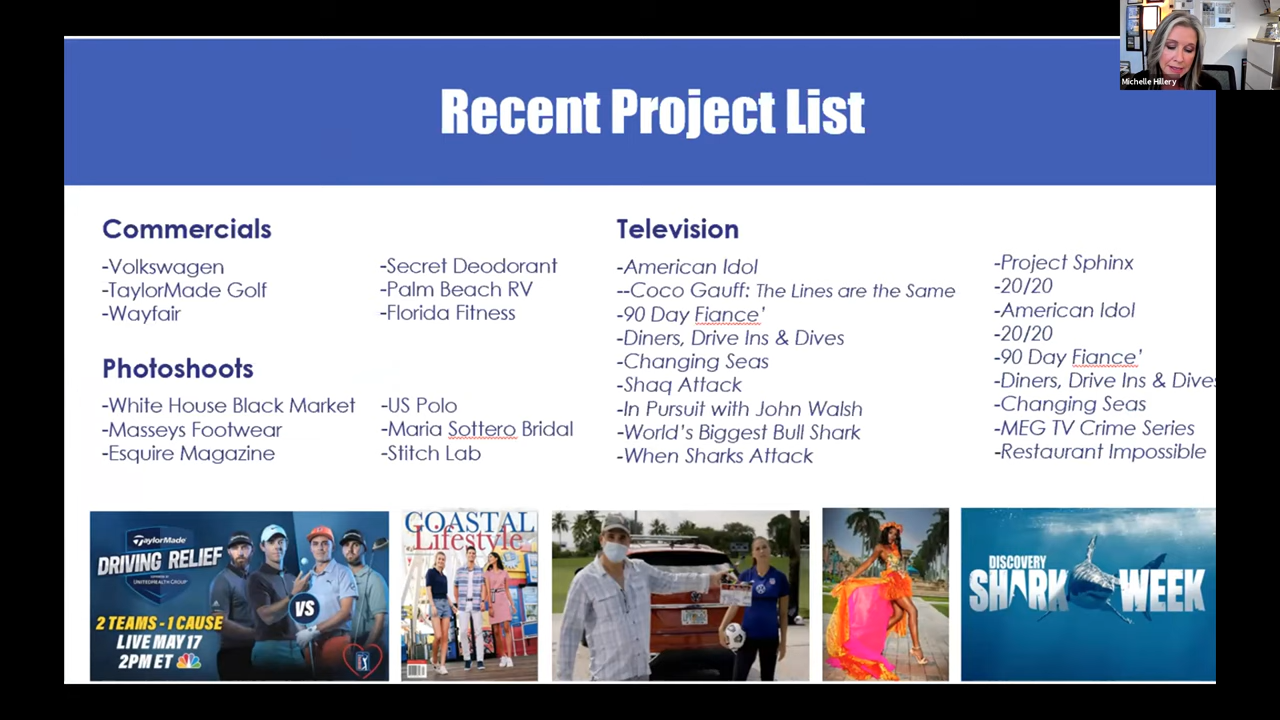 Michelle Hillery
Recent Project List
Commercials
-Volkswagen
-TaylorMade Golf
-Wayfair
-Secret Deodorant
-Palm Beach RV
-Florida Fitness
Photoshoots
-White House Black Market
-Masseys Footwear
-Esquire Magazine
-US Polo
-Maria Sottero Bridal
-Stitch Lab
Television
-American Idol
--Coco Gauff: The Lines are the Same
-90 Day Fiance'
-Diners, Drive Ins & Dives
-Changing Seas
-Shaq Attack
-In Pursuit with John Walsh
-World's Biggest Bull Shark
-When Sharks Attack
-Project Sphinx
-20/20
-American Idol
-20/20
-90 Day Fiance'
-Diners, Drive Ins & Dives
-Changing Seas
-MEG TV Crime Series
-Restaurant Impossible
TaylorMade
DRIVING RELIEF
UNITEDHEALTH GROUP
VS
2 TEAMS - 1 CAUSE
LIVE MAY 17
2PM ET
COASTAL
Lifestyle
DISCOVERY
SHARK WEEK